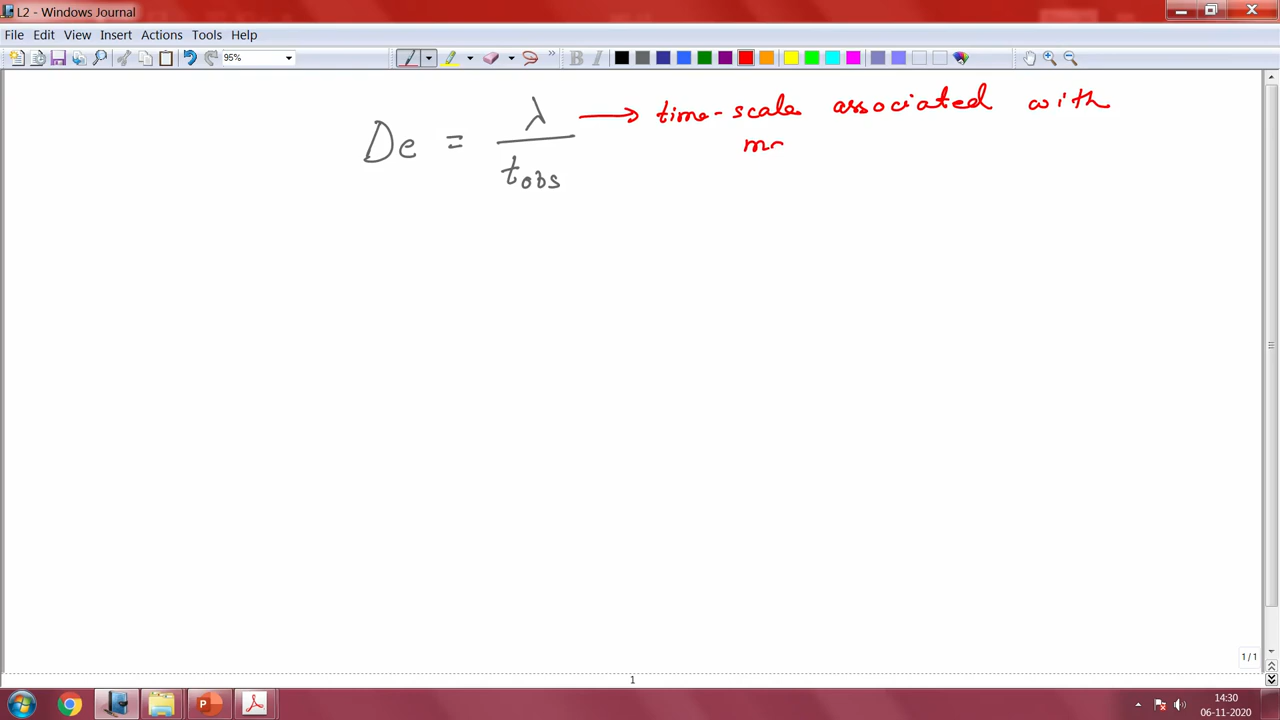 L2 - Windows Journal
File Edit View Insert Actions Tools Help
95%
De = λ / tobs → time-scale associated with
1 / 1
1
14:30
06-11-2020